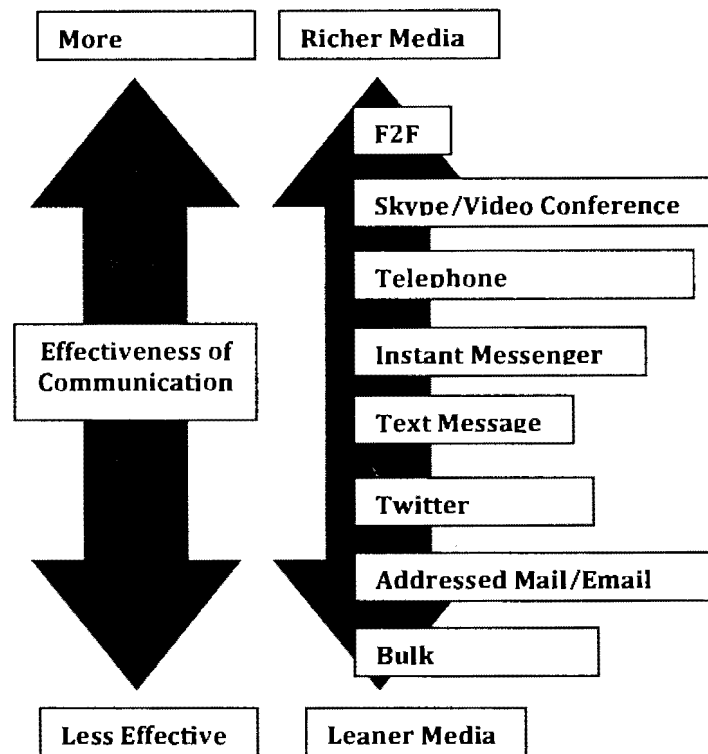 More
Richer Media
F2F
Skype/Video Conference
Telephone
Effectiveness of
Communication
Instant Messenger
Text Message
Twitter
Addressed Mail/Email
Bulk
Less Effective
Leaner Media